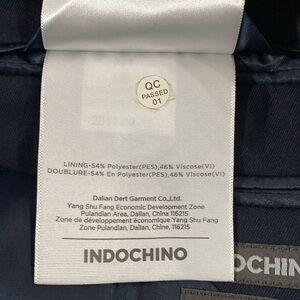 QC
PASSED
01
LINING-54% Polyester(PES),46% Viscose(VI)
DOUBLURE-54% En Polyester(PES),46% Viscose(VI)
Dalian Dert Garment Co.,Ltd.
Yang Shu Fang Economic Development Zone
Pulandian Area, Dalian, China 116215
Zone de développement économique Yang Shu Fang
Zone Pulandian, Dalian, Chine 116215
INDOCHINO
OCHIN